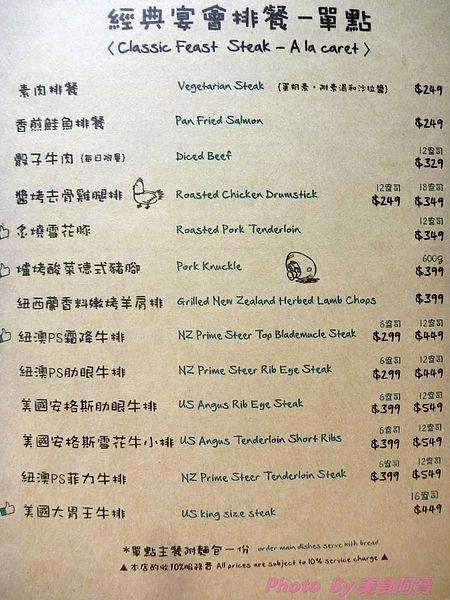 經典宴會排餐-單點
〈Classic Feast Steak - A la caret〉
素肉排餐 Vegetarian Steak (蛋奶素，附素湯和沙拉醬) $249
香煎鮭魚排餐 Pan Fried Salmon $249
骰子牛肉 (每日限量) Diced Beef 12盎司 $329
醬烤去骨雞腿排 Roasted Chicken Drumstick 12盎司 $249 18盎司 $349
炙燒雪花豚 Roasted Pork Tenderloin 12盎司 $349
爐烤酸菜德式豬腳 Pork Knuckle 600g $399
紐西蘭香料嫩烤羊肩排 Grilled New Zealand Herbed Lamb Chops $399
紐澳PS霜降牛排 NZ Prime Steer Top Blademucle Steak 6盎司 $299 12盎司 $449
紐澳PS肋眼牛排 NZ Prime Steer Rib Eye Steak 6盎司 $299 12盎司 $449
美國安格斯肋眼牛排 US Angus Rib Eye Steak 6盎司 $399 12盎司 $549
美國安格斯雪花牛小排 US Angus Tenderloin Short Ribs 6盎司 $399 12盎司 $549
紐澳PS菲力牛排 NZ Prime Steer Tenderloin Steak 6盎司 $399 12盎司 $549
美國大胃王牛排 US king size steak 16盎司 $449
*單點主餐附麵包一份 order main dishes serve with bread
▲本店酌收10%服務費 All prices are subject to 10% service charge▲
Photo By 美食阿宜